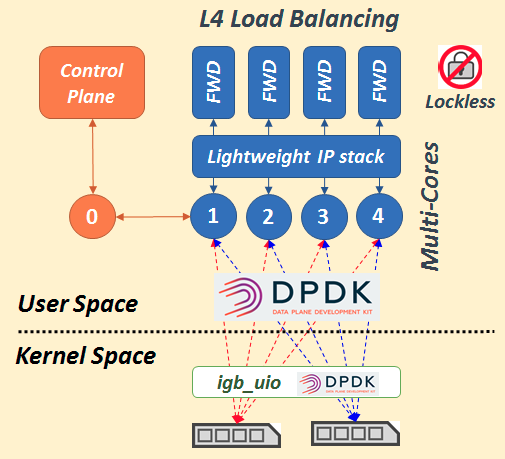 L4 Load Balancing
Control
Plane
FWD
FWD
FWD
FWD
Lockless
Lightweight IP stack
Multi-Cores
0
1
2
3
4
DPDK
DATA PLANE DEVELOPMENT KIT
User Space
Kernel Space
igb_uio
DPDK
DATA PLANE DEVELOPMENT KIT